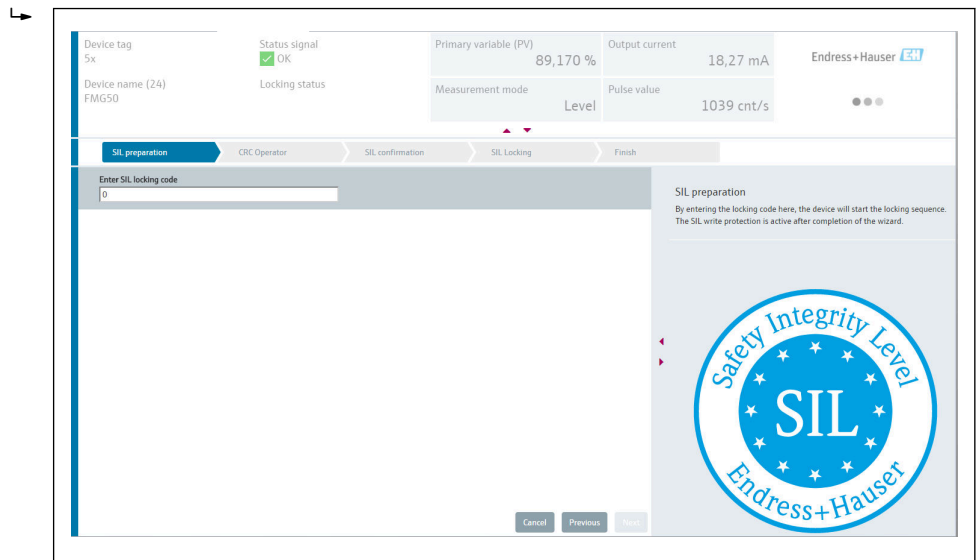 Device tag
5x
Status signal
OK
Primary variable (PV)
89,170 %
Output current
18,27 mA
Endress+Hauser EH
Device name (24)
FMG50
Locking status
Measurement mode
Level
Pulse value
1039 cnt/s
SIL preparation
CRC Operator
SIL confirmation
SIL Locking
Finish
Enter SIL locking code
0
SIL preparation
By entering the locking code here, the device will start the locking sequence.
The SIL write protection is active after completion of the wizard.
Safety Integrity Level
SIL
Endress+Hauser
Cancel
Previous
Next